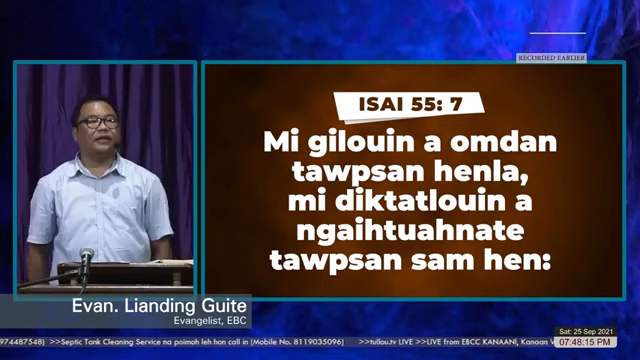 RECORDED EARLIER
ISAI 55: 7
Mi gilouin a omdan
tawpsan henla,
mi diktatlouin a
ngaihtuahnate
tawpsan sam hen:
Evan. Lianding Guite
Evangelist, EBC
Sat: 25 Sep 2021
974487548) >>Septic Tank Cleaning Service na poimoh leh han call in (Mobile No. 8119035096) >>tullou.tv LIVE >>LIVE from EBCC KANAANI, Kanaan
07:48:15 PM